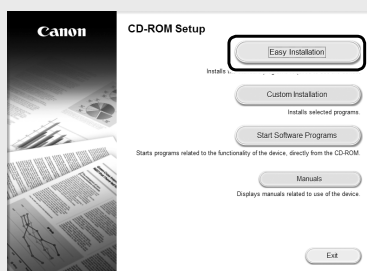 Canon
CD-ROM Setup
Easy Installation
Installs
Custom Installation
Installs selected programs.
Start Software Programs
Starts programs related to the functionality of the device, directly from the CD-ROM.
Manuals
Displays manuals related to use of the device.
Exit